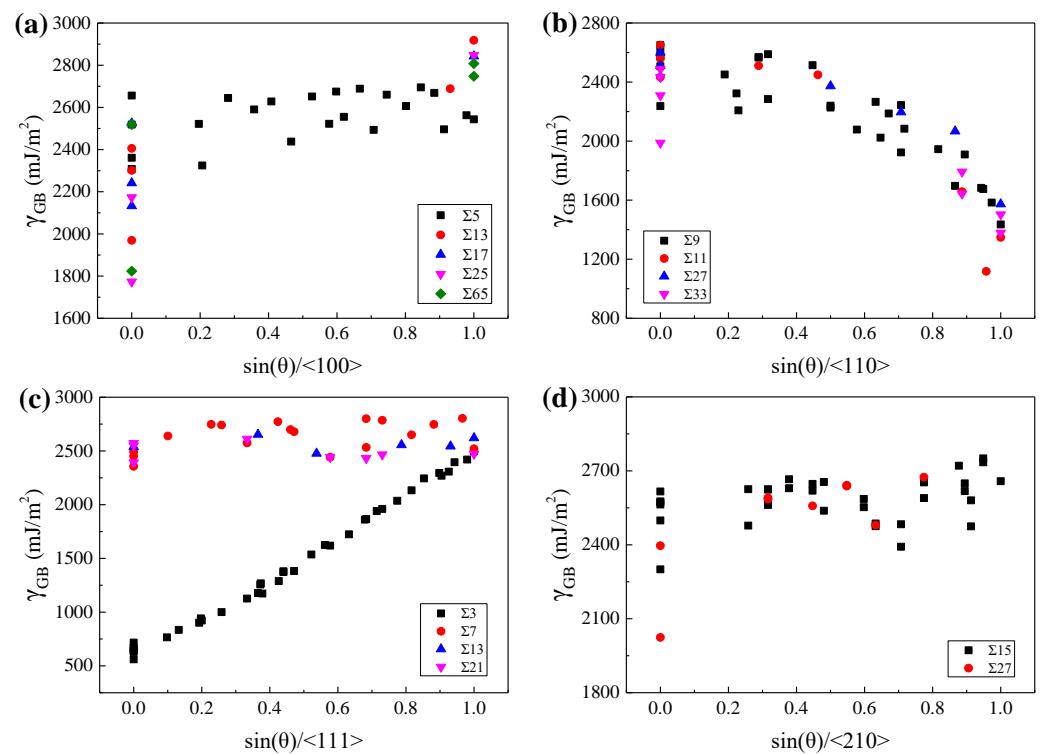 (a)
3000
2800
2600
2400
2200
2000
1800
1600
γGB (mJ/m²)
0.0 0.2 0.4 0.6 0.8 1.0
sin(θ)/<100>
Σ5
Σ13
Σ17
Σ25
Σ65
(b)
2800
2400
2000
1600
1200
800
γGB (mJ/m²)
0.0 0.2 0.4 0.6 0.8 1.0
sin(θ)/<110>
Σ9
Σ11
Σ27
Σ33
(c)
3000
2500
2000
1500
1000
500
γGB (mJ/m²)
0.0 0.2 0.4 0.6 0.8 1.0
sin(θ)/<111>
Σ3
Σ7
Σ13
Σ21
(d)
3000
2700
2400
2100
1800
γGB (mJ/m²)
0.0 0.2 0.4 0.6 0.8 1.0
sin(θ)/<210>
Σ15
Σ27